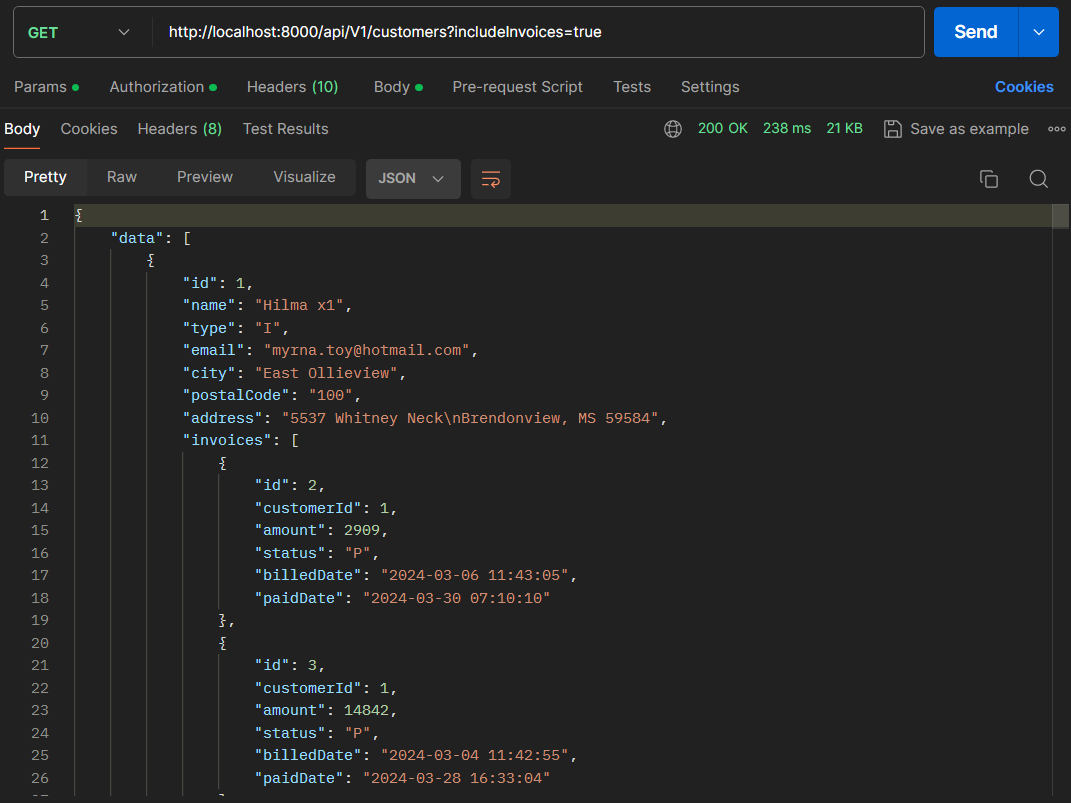 GET http://localhost:8000/api/V1/customers?includeInvoices=true Send
Params Authorization Headers (10) Body Pre-request Script Tests Settings Cookies
Body Cookies Headers (8) Test Results 200 OK 238 ms 21 KB Save as example
Pretty Raw Preview Visualize JSON
1 {
2 "data": [
3 {
4 "id": 1,
5 "name": "Hilma x1",
6 "type": "I",
7 "email": "myrna.toy@hotmail.com",
8 "city": "East Ollieview",
9 "postalCode": "100",
10 "address": "5537 Whitney Neck\nBrendonview, MS 59584",
11 "invoices": [
12 {
13 "id": 2,
14 "customerId": 1,
15 "amount": 2909,
16 "status": "P",
17 "billedDate": "2024-03-06 11:43:05",
18 "paidDate": "2024-03-30 07:10:10"
19 },
20 {
21 "id": 3,
22 "customerId": 1,
23 "amount": 14842,
24 "status": "P",
25 "billedDate": "2024-03-04 11:42:55",
26 "paidDate": "2024-03-28 16:33:04"